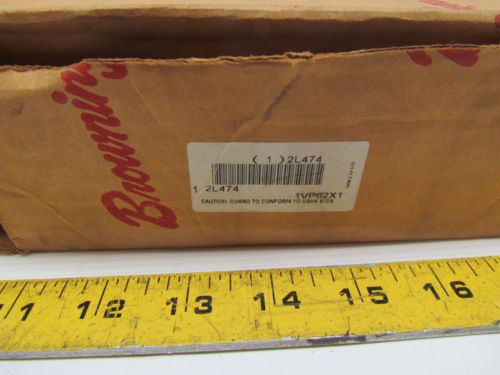 Browning
( 1 ) 2L474
1 2L474
1VP62X1
CAUTION: GUARD TO CONFORM TO OSHA STDS
11 12 13 14 15 16